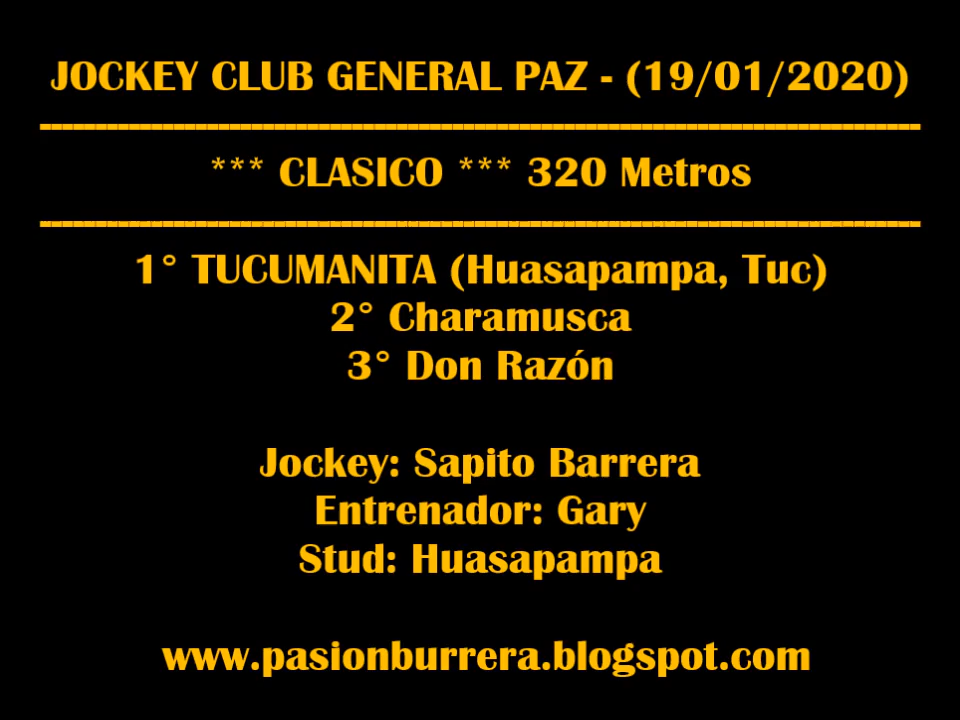 JOCKEY CLUB GENERAL PAZ - (19/01/2020)
--------------------------------------------------------------------------------
*** CLASICO *** 320 Metros
--------------------------------------------------------------------------------
1° TUCUMANITA (Huasapampa, Tuc)
2° Charamusca
3° Don Razón
Jockey: Sapito Barrera
Entrenador: Gary
Stud: Huasapampa
www.pasionburrera.blogspot.com